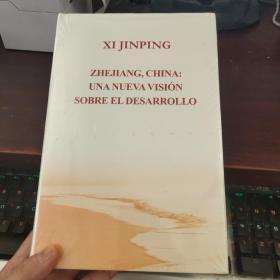 XI JINPING
ZHEJIANG, CHINA:
UNA NUEVA VISIÓN
SOBRE EL DESARROLLO